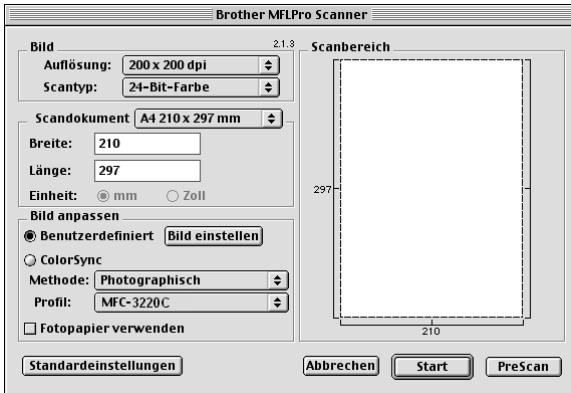 Brother MFLPro Scanner
Bild
2.1.3
Auflösung: 200 x 200 dpi
Scantyp: 24-Bit-Farbe
Scandokument A4 210 x 297 mm
Breite: 210
Länge: 297
Einheit: mm Zoll
Bild anpassen
Benutzerdefiniert Bild einstellen
ColorSync
Methode: Photographisch
Profil: MFC-3220C
Fotopapier verwenden
Scanbereich
297
210
Standardeinstellungen Abbrechen Start PreScan